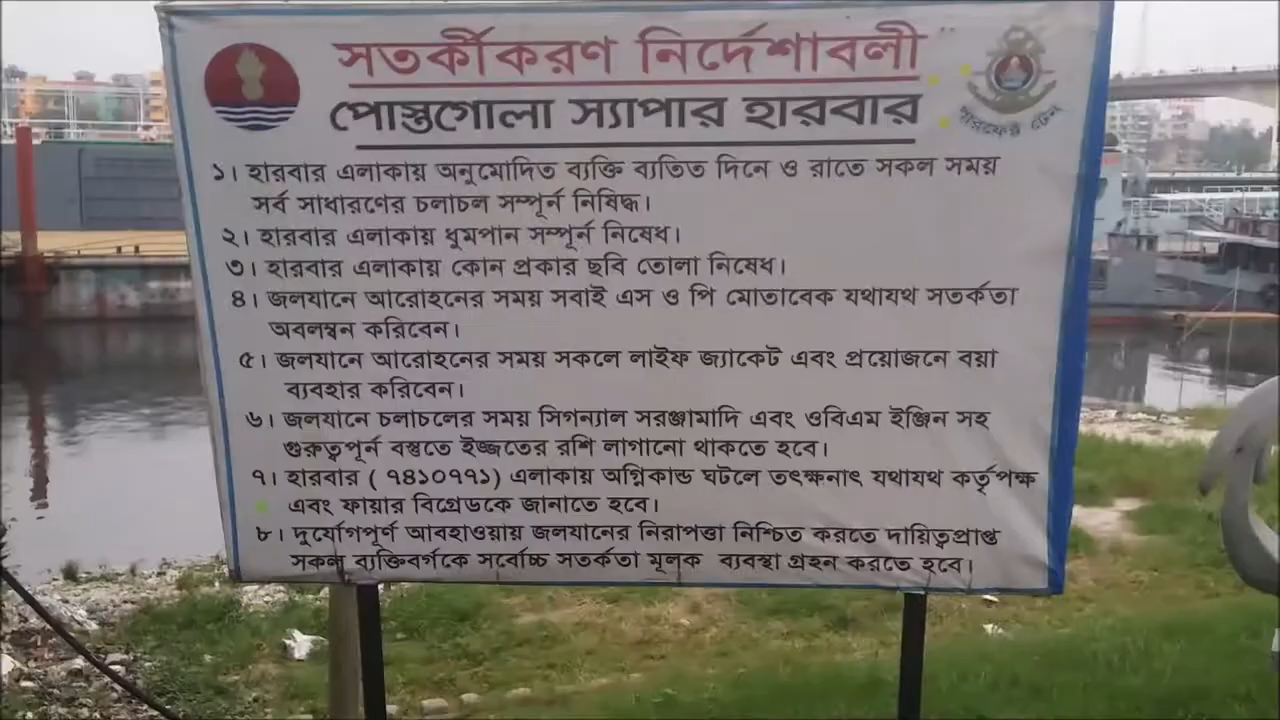 সতর্কীকরণ নির্দেশাবলী
পোস্তগোলা স্যাপার হারবার
১। হারবার এলাকায় অনুমোদিত ব্যক্তি ব্যতিত দিনে ও রাতে সকল সময়
সর্ব সাধারণের চলাচল সম্পূর্ন নিষিদ্ধ।
২। হারবার এলাকায় ধুমপান সম্পূর্ন নিষেধ।
৩। হারবার এলাকায় কোন প্রকার ছবি তোলা নিষেধ।
৪। জলযানে আরোহনের সময় সবাই এস ও পি মোতাবেক যথাযথ সতর্কতা
অবলম্বন করিবেন।
৫। জলযানে আরোহনের সময় সকলে লাইফ জ্যাকেট এবং প্রয়োজনে বয়া
ব্যবহার করিবেন।
৬। জলযানে চলাচলের সময় সিগন্যাল সরঞ্জামাদি এবং ওবিএম ইঞ্জিন সহ
গুরুত্বপূর্ন বস্তুতে ইজ্জতের রশি লাগানো থাকতে হবে।
৭। হারবার ( ৭৪১০৭৭১) এলাকায় অগ্নিকান্ড ঘটলে তৎক্ষনাৎ যথাযথ কর্তৃপক্ষ
এবং ফায়ার বিগ্রেডকে জানাতে হবে।
৮। দুর্যোগপূর্ণ আবহাওয়ায় জলযানের নিরাপত্তা নিশ্চিত করতে দায়িত্বপ্রাপ্ত
সকল ব্যক্তিবর্গকে সর্বোচ্চ সতর্কতা মূলক ব্যবস্থা গ্রহন করতে হবে।